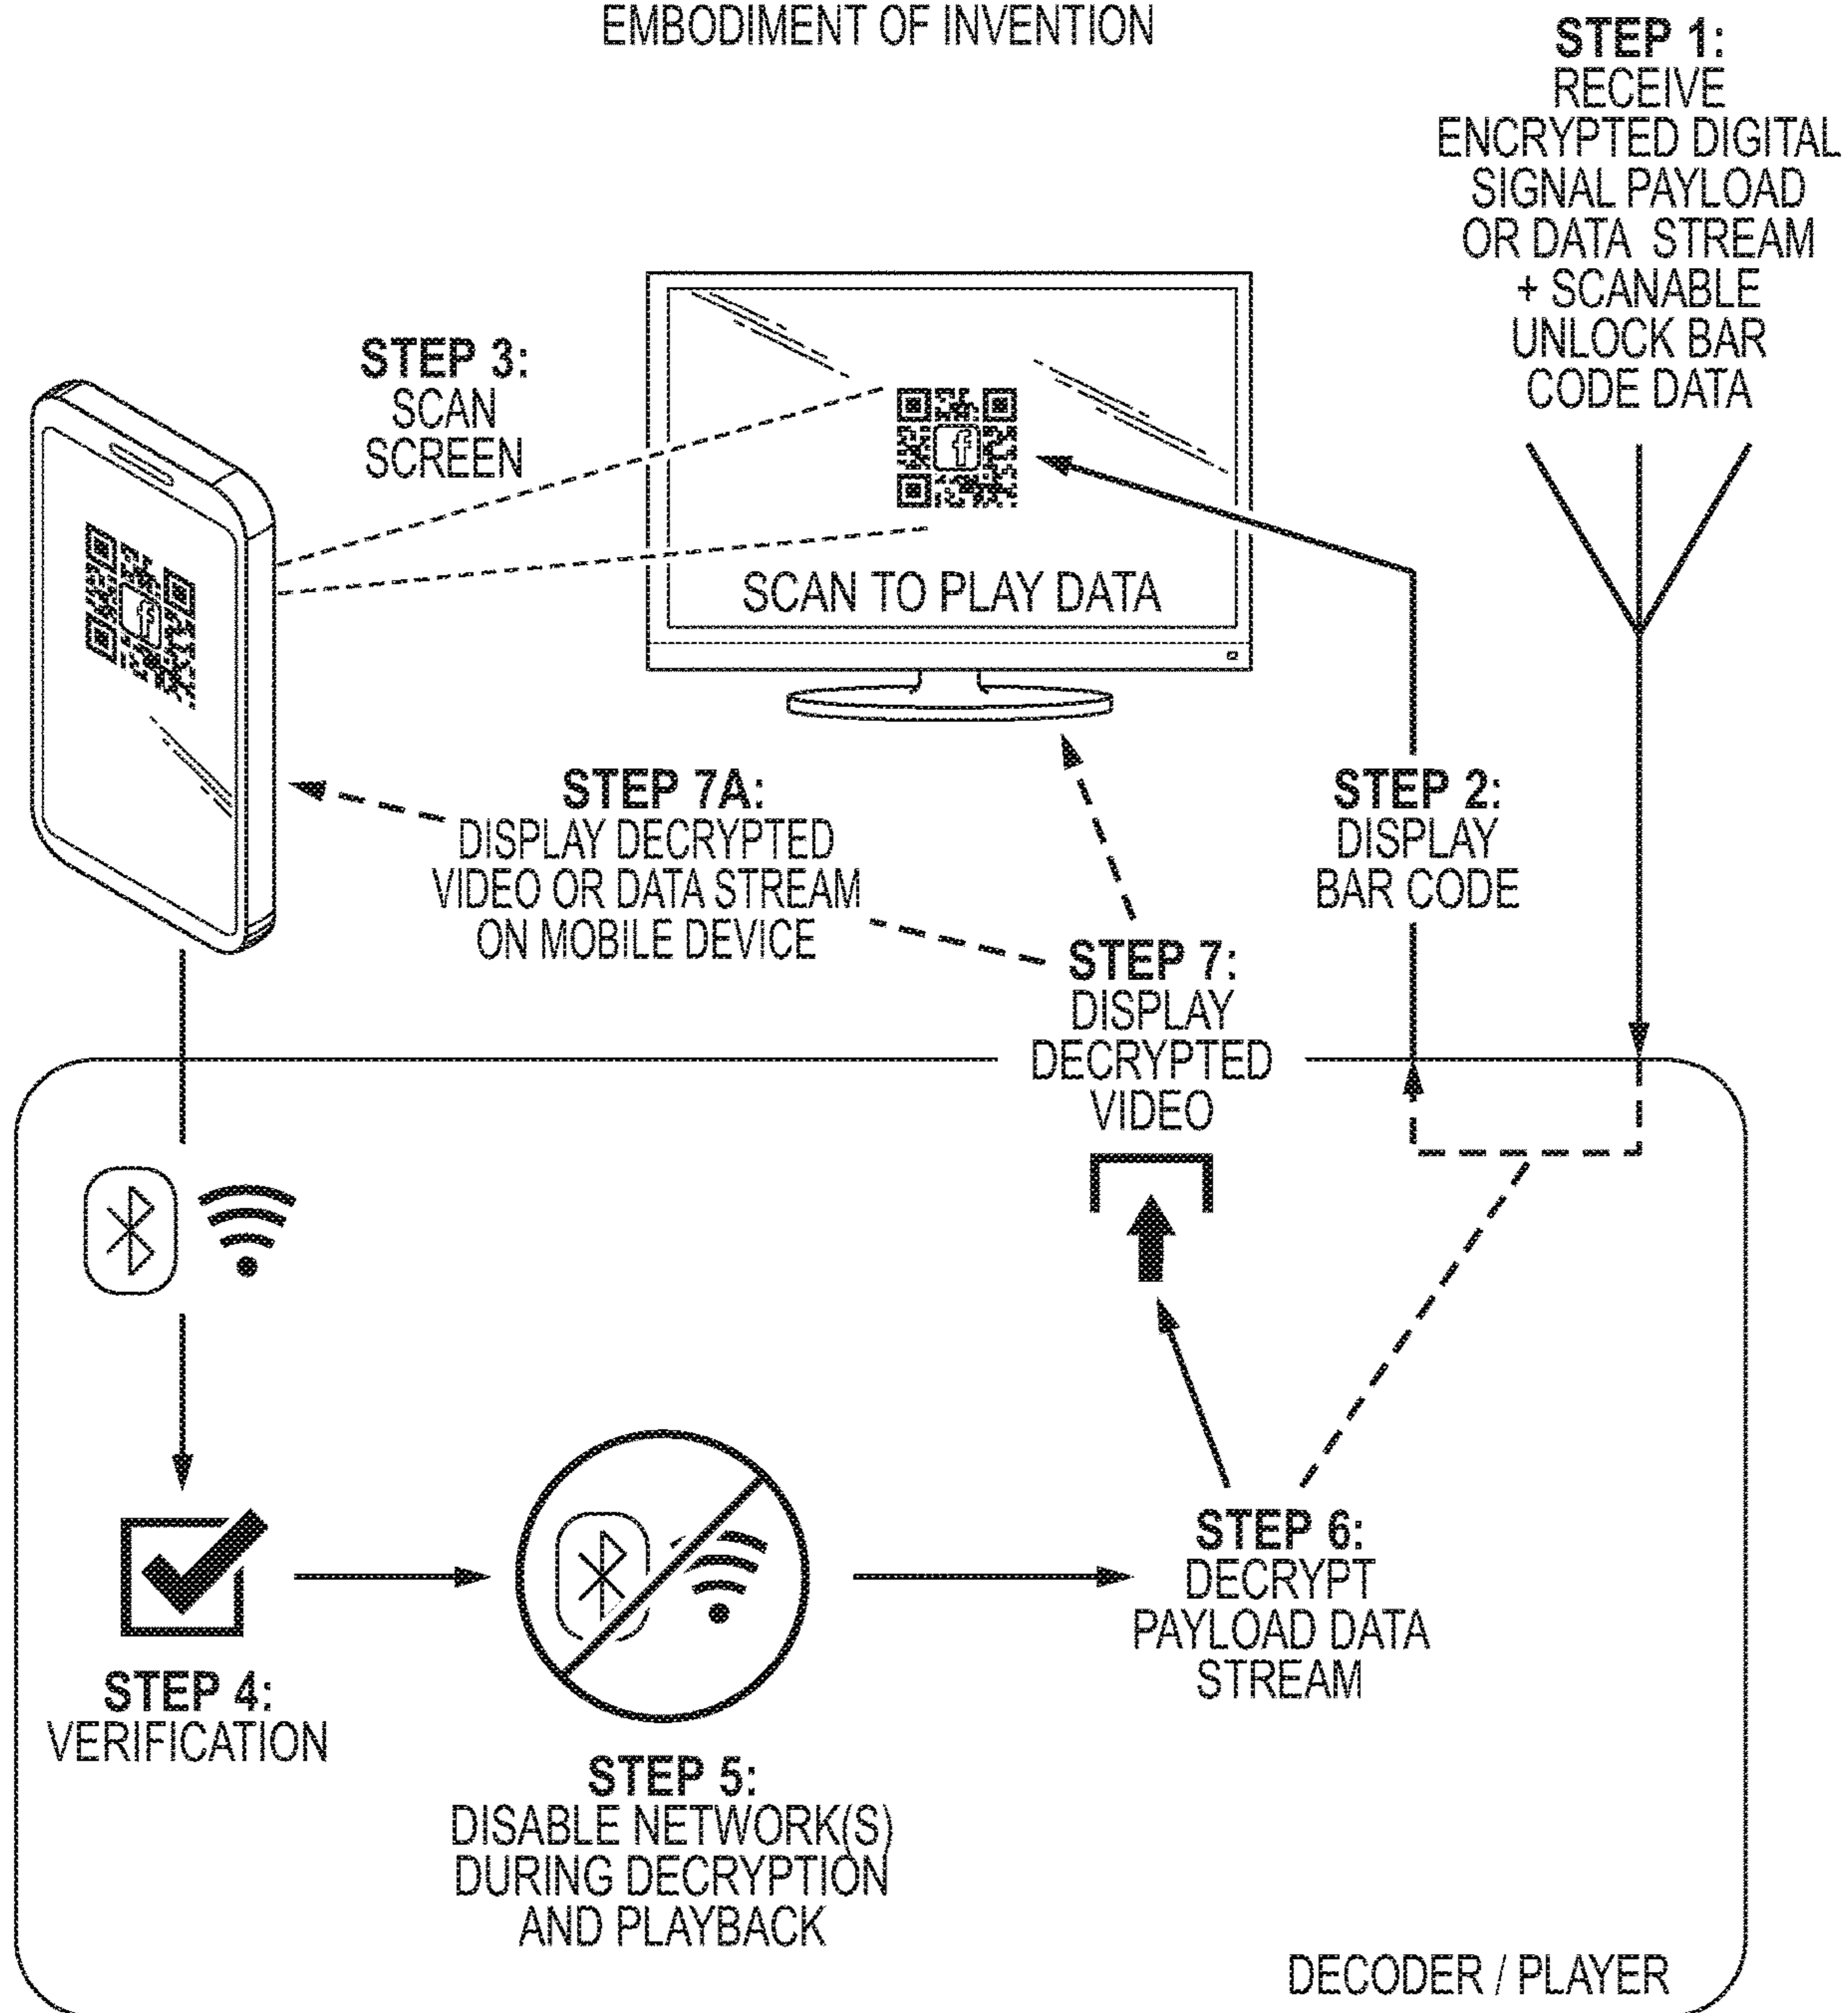 EMBODIMENT OF INVENTION
STEP 1:
RECEIVE
ENCRYPTED DIGITAL
SIGNAL PAYLOAD
OR DATA STREAM
+ SCANABLE
UNLOCK BAR
CODE DATA
STEP 3:
SCAN
SCREEN
f
f
SCAN TO PLAY DATA
STEP 7A:
DISPLAY DECRYPTED
VIDEO OR DATA STREAM
ON MOBILE DEVICE
STEP 2:
DISPLAY
BAR CODE
STEP 7:
DISPLAY
DECRYPTED
VIDEO
STEP 6:
DECRYPT
PAYLOAD DATA
STREAM
STEP 4:
VERIFICATION
STEP 5:
DISABLE NETWORK(S)
DURING DECRYPTION
AND PLAYBACK
DECODER / PLAYER